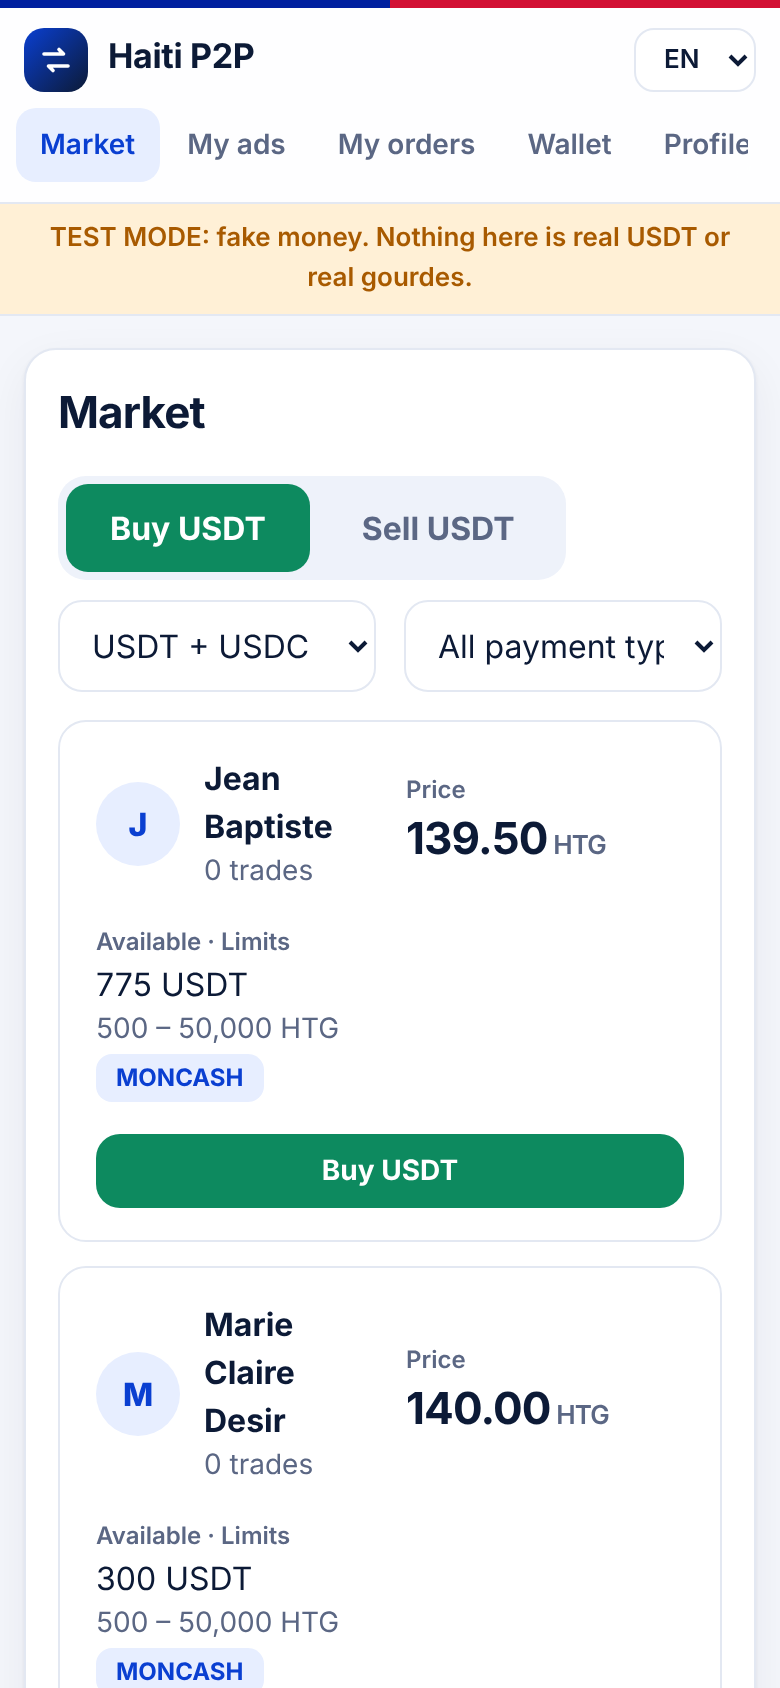 Haiti P2P
EN
Market My ads My orders Wallet Profile
TEST MODE: fake money. Nothing here is real USDT or
real gourdes.
Market
Buy USDT Sell USDT
USDT + USDC All payment typ
J
Jean
Baptiste
0 trades
Price
139.50 HTG
Available · Limits
775 USDT
500 – 50,000 HTG
MONCASH
Buy USDT
M
Marie
Claire
Desir
0 trades
Price
140.00 HTG
Available · Limits
300 USDT
500 – 50,000 HTG
MONCASH